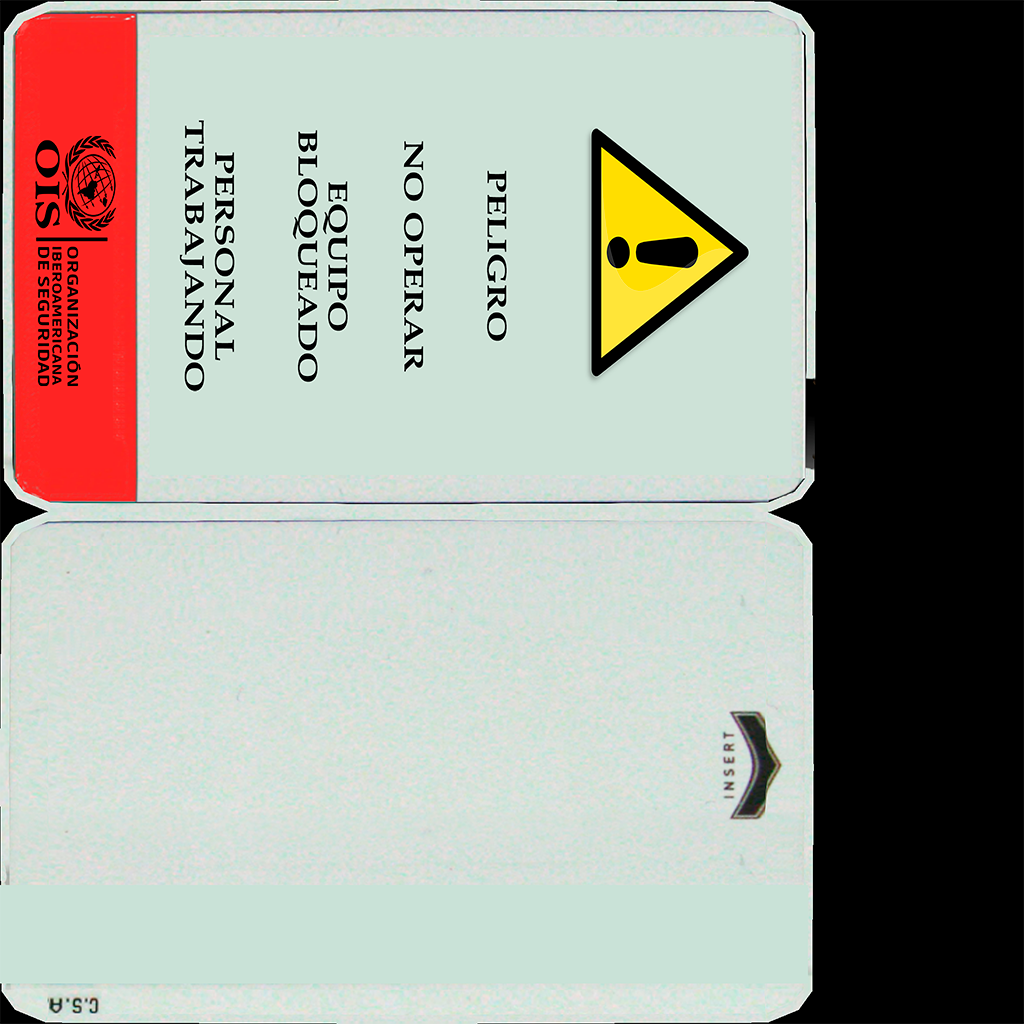 PELIGRO
NO OPERAR
EQUIPO
BLOQUEADO
PERSONAL
TRABAJANDO
OIS
ORGANIZACIÓN
IBEROAMERICANA
DE SEGURIDAD
INSERT
C.S.A